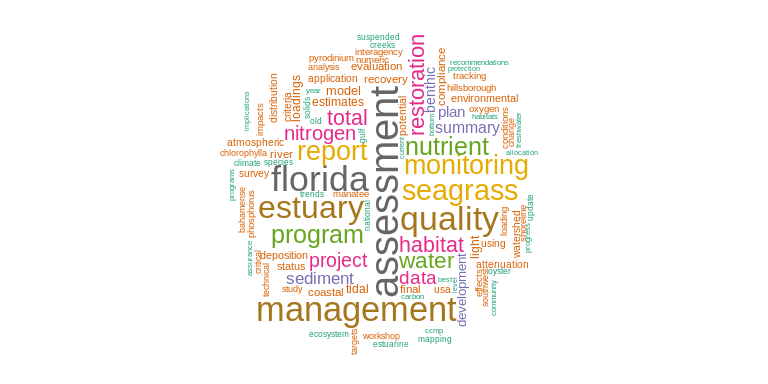 suspended
creeks
interagency
pyrodinium
numeric
analysis
evaluation
recommendations
protection
tracking
application
recovery
compliance
restoration
benthic
hillsborough
implications
distribution
year
model
environmental
impacts
criteria
loadings
solids
estimates
assessment
potential
oxygen
habitats
old
total
bottom
plan
conditions
change
freshwater
atmospheric
nitrogen
gulf
summary
chlorophylla
river
report
current
nutrient
allocation
climate
species
monitoring
programs
survey
florida
trends
manatee
seagrass
bahamense
phosphorus
estuary
national
quality
loading
watershed
shoreline
progress
update
program
habitat
light
using
assurance
critical
technical
deposition
project
water
attenuation
status
sediment
data
best
level
development
effects
southwest
oyster
community
study
coastal
tidal
final
usa
carbon
management
ecosystem
targets
workshop
estuarine
ccmp
mapping